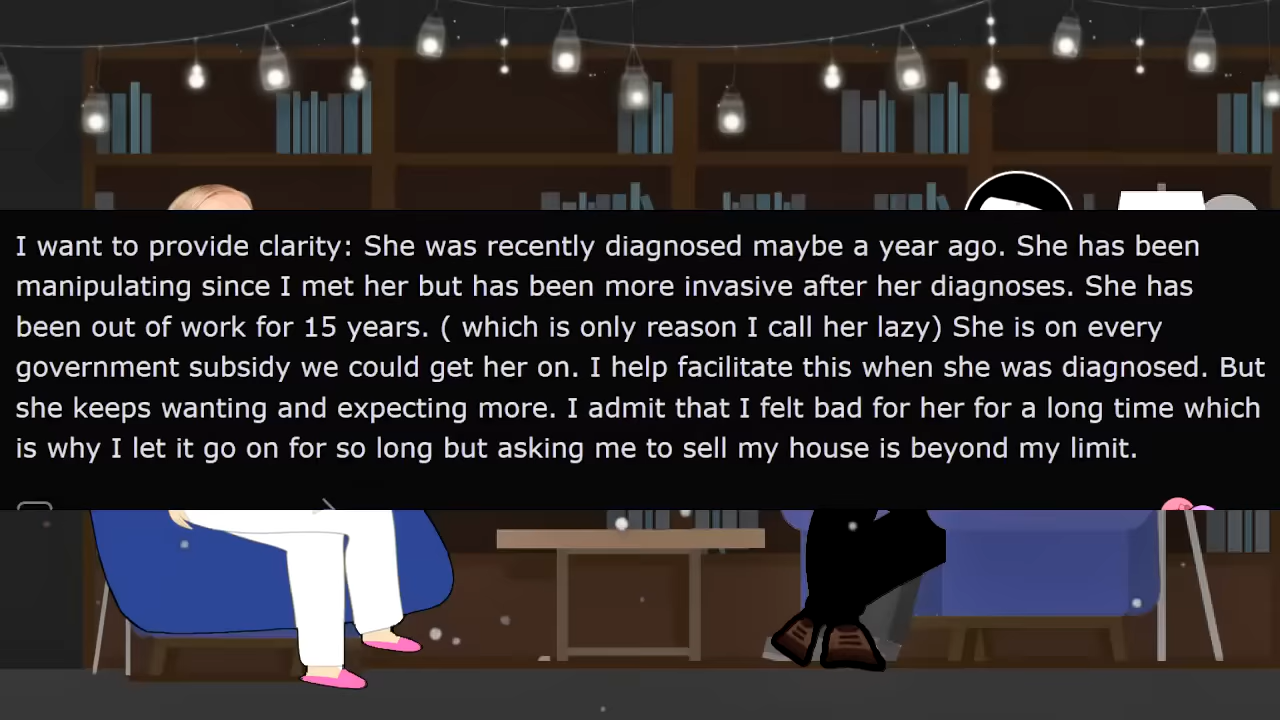 I want to provide clarity: She was recently diagnosed maybe a year ago. She has been
manipulating since I met her but has been more invasive after her diagnoses. She has
been out of work for 15 years. ( which is only reason I call her lazy) She is on every
government subsidy we could get her on. I help facilitate this when she was diagnosed. But
she keeps wanting and expecting more. I admit that I felt bad for her for a long time which
is why I let it go on for so long but asking me to sell my house is beyond my limit.